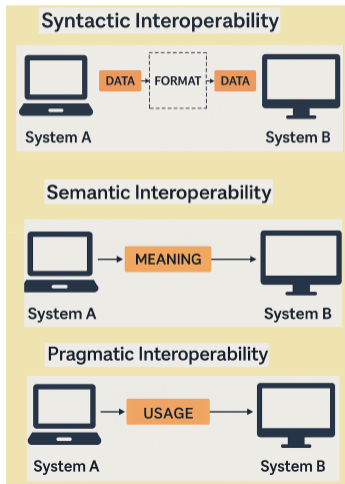 Syntactic Interoperability
DATA FORMAT DATA
System A System B
Semantic Interoperability
MEANING
System A System B
Pragmatic Interoperability
USAGE
System A System B